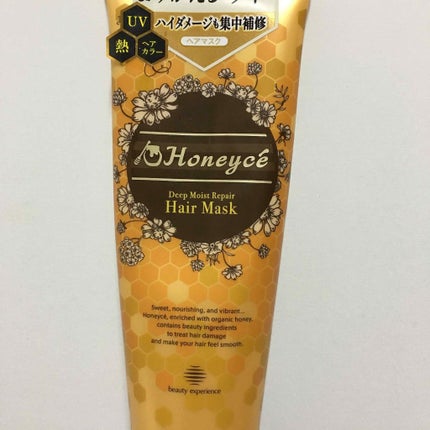 UV
熱
ヘア
カラー
ハイダメージも集中補修
ヘアマスク
Honeycé
Deep Moist Repair
Hair Mask
Sweet, nourishing, and vibrant...
Honeycé, enriched with organic honey,
contains beauty ingredients
to treat hair damage
and make your hair feel smooth.
beauty experience